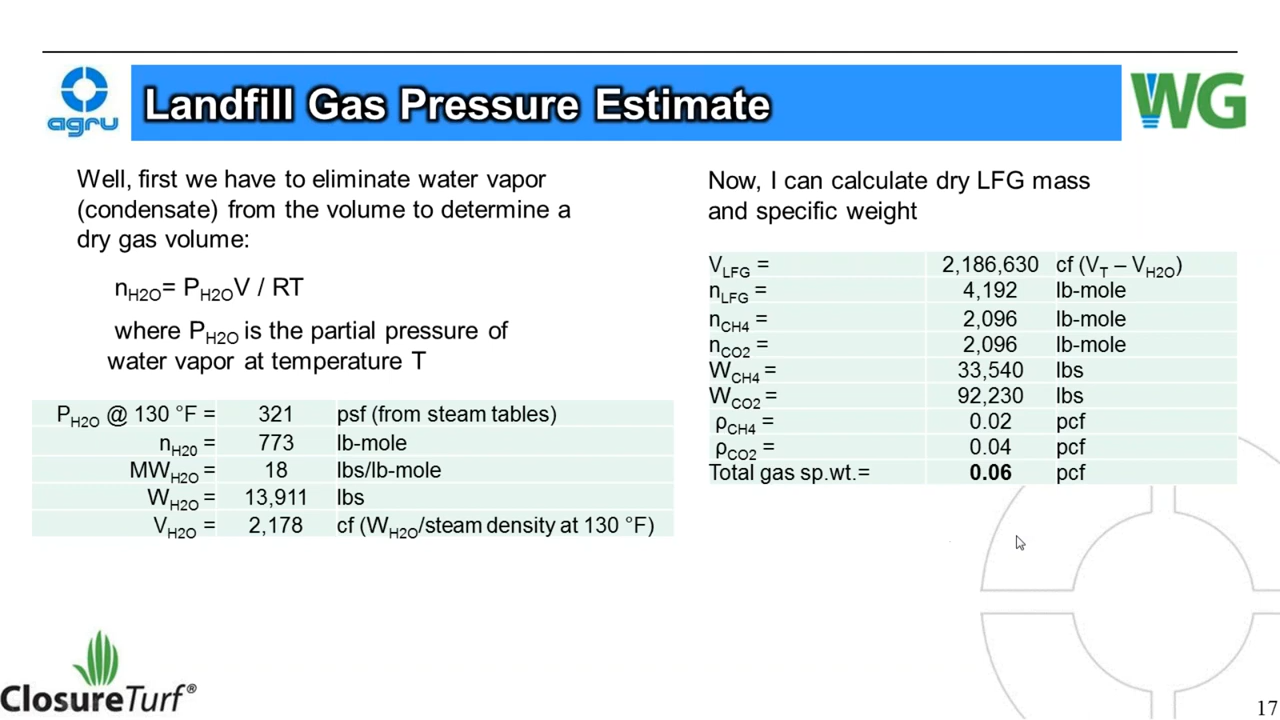 agru
Landfill Gas Pressure Estimate
WG
Well, first we have to eliminate water vapor
(condensate) from the volume to determine a
dry gas volume:
nH2O= PH2OV / RT
where PH2O is the partial pressure of
water vapor at temperature T
PH2O @ 130 °F = 321 psf (from steam tables)
nH20 = 773 lb-mole
MWH2O = 18 lbs/lb-mole
WH2O = 13,911 lbs
VH2O = 2,178 cf (WH2O/steam density at 130 °F)
Now, I can calculate dry LFG mass
and specific weight
VLFG = 2,186,630 cf (VT – VH2O)
nLFG = 4,192 lb-mole
nCH4 = 2,096 lb-mole
nCO2 = 2,096 lb-mole
WCH4 = 33,540 lbs
WCO2 = 92,230 lbs
ρCH4 = 0.02 pcf
ρCO2 = 0.04 pcf
Total gas sp.wt.= 0.06 pcf
ClosureTurf®
17